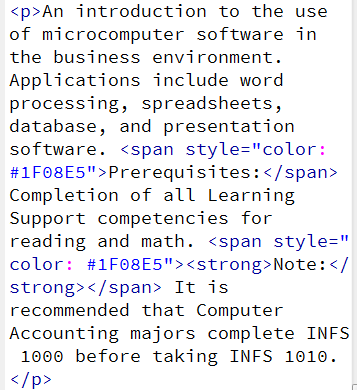 <p>An introduction to the use
of microcomputer software in
the business environment.
Applications include word
processing, spreadsheets,
database, and presentation
software. <span style="color:
#1F08E5">Prerequisites:</span>
Completion of all Learning
Support competencies for
reading and math. <span style="
color: #1F08E5"><strong>Note:</
strong></span> It is
recommended that Computer
Accounting majors complete INFS
1000 before taking INFS 1010.
</p>